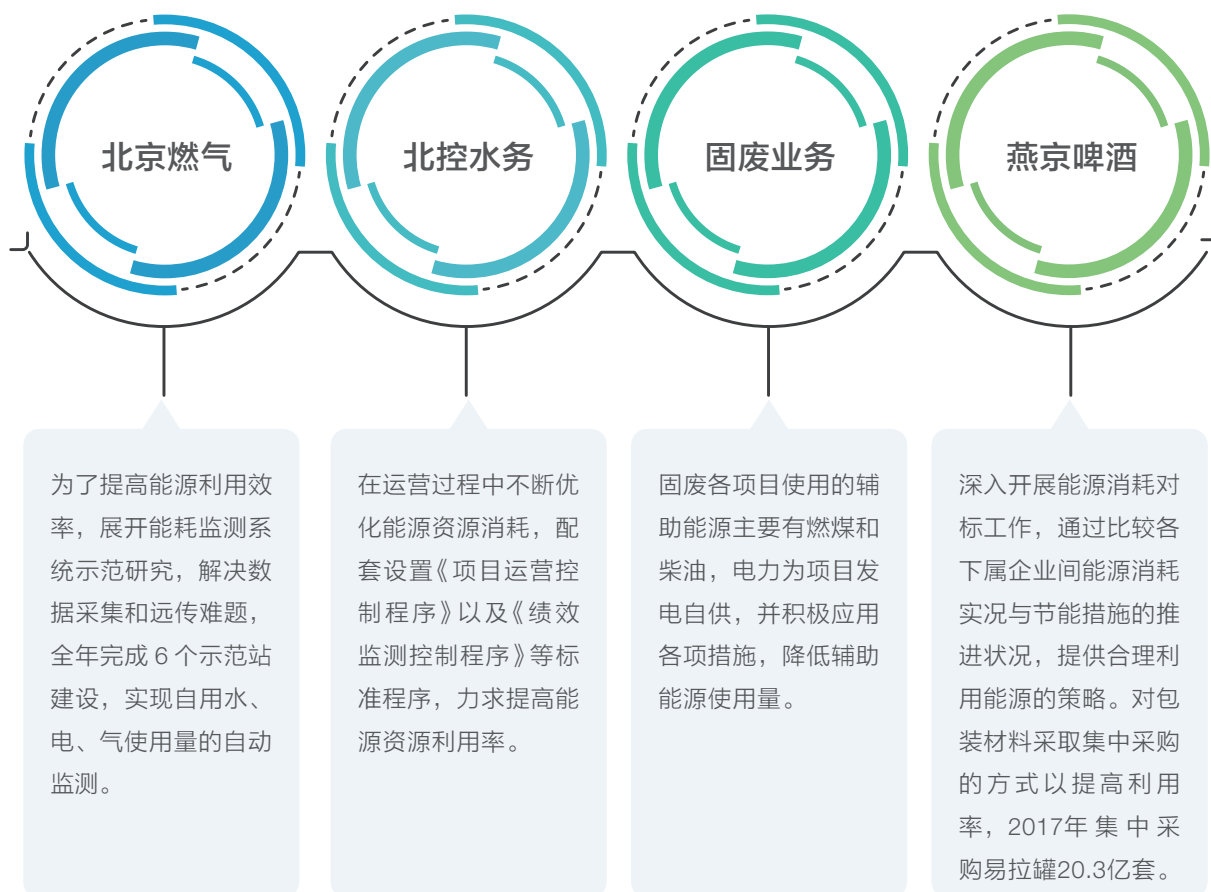 北京燃气
北控水务
固废业务
燕京啤酒
为了提高能源利用效
率，展开能耗监测系
统示范研究，解决数
据采集和远传难题，
全年完成 6 个示范站
建设，实现自用水、
电、气使用量的自动
监测。
在运营过程中不断优
化能源资源消耗，配
套设置《项目运营控
制程序》以及《绩效
监测控制程序》等标
准程序，力求提高能
源资源利用率。
固废各项目使用的辅
助能源主要有燃煤和
柴油，电力为项目发
电自供，并积极应用
各项措施，降低辅助
能源使用量。
深入开展能源消耗对
标工作，通过比较各
下属企业间能源消耗
实况与节能措施的推
进状况，提供合理利
用能源的策略。对包
装材料采取集中采购
的方式以提高利用
率，2017年 集 中 采
购易拉罐20.3亿套。